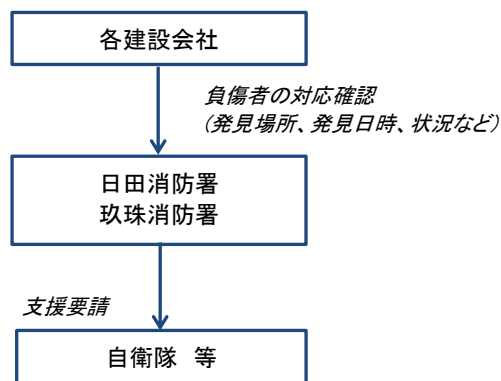 各建設会社
負傷者の対応確認
(発見場所、発見日時、状況など)
日田消防署
玖珠消防署
支援要請
自衛隊 等